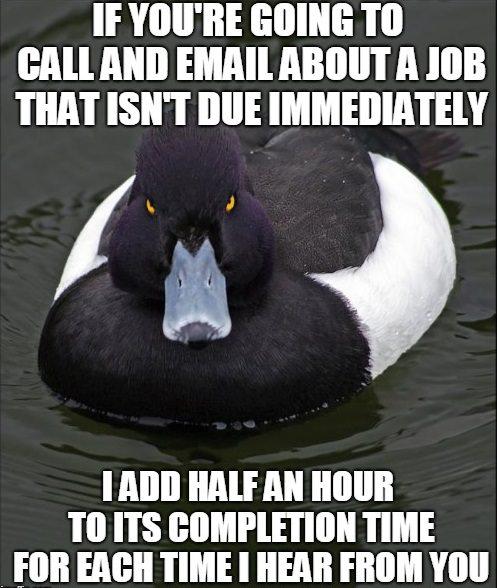 IF YOU'RE GOING TO
CALL AND EMAIL ABOUT A JOB
THAT ISN'T DUE IMMEDIATELY
I ADD HALF AN HOUR
TO ITS COMPLETION TIME
FOR EACH TIME I HEAR FROM YOU